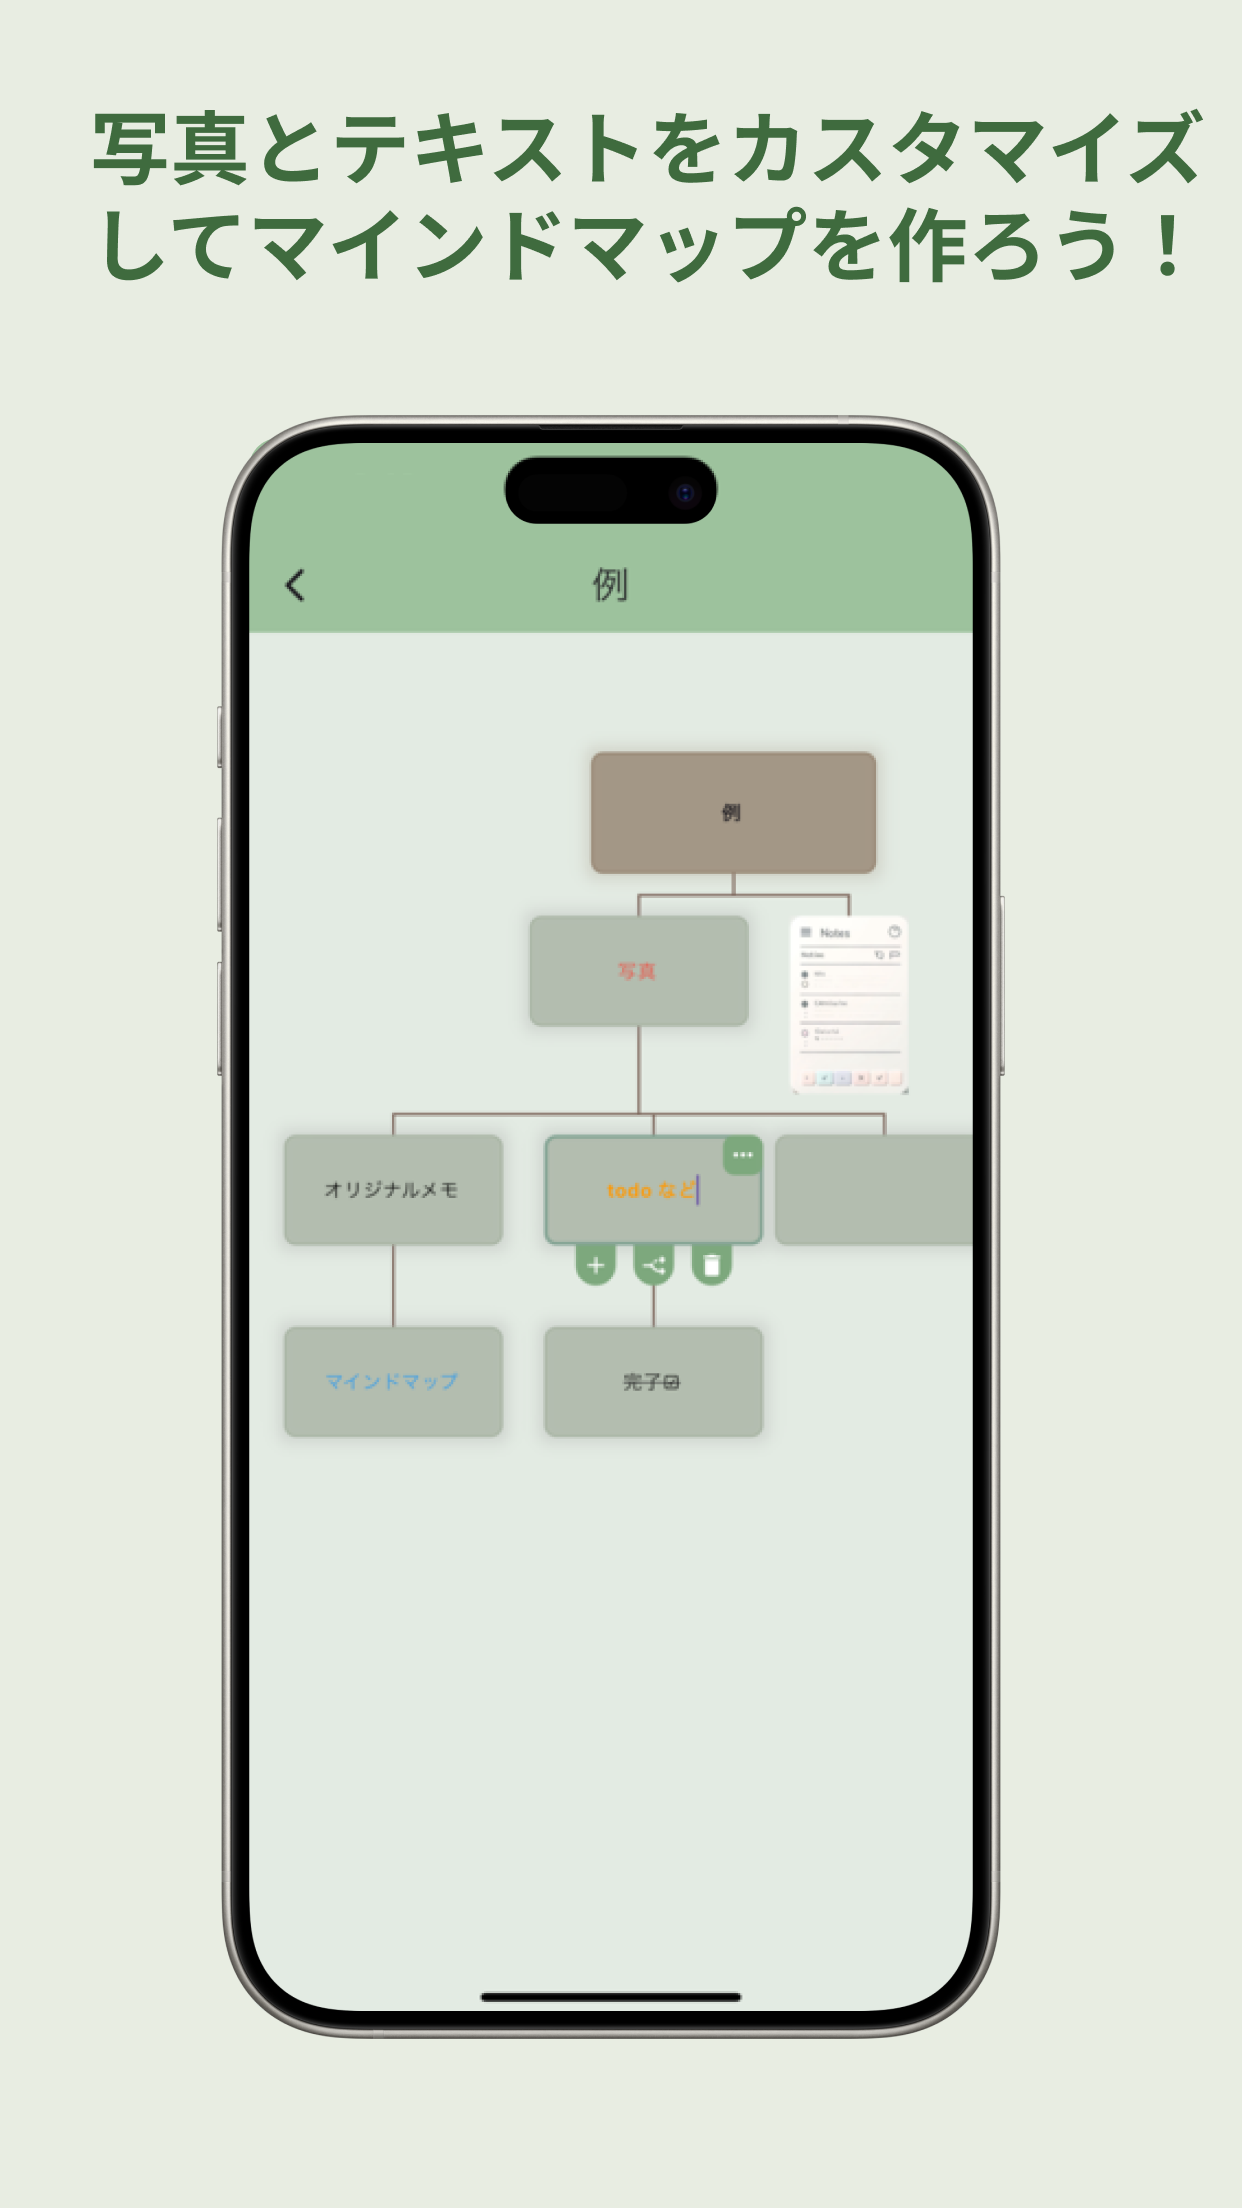 写真とテキストをカスタマイズ
してマインドマップを作ろう！
例
例
写真
Notes
オリジナルメモ
todo など
マインドマップ
完了☑